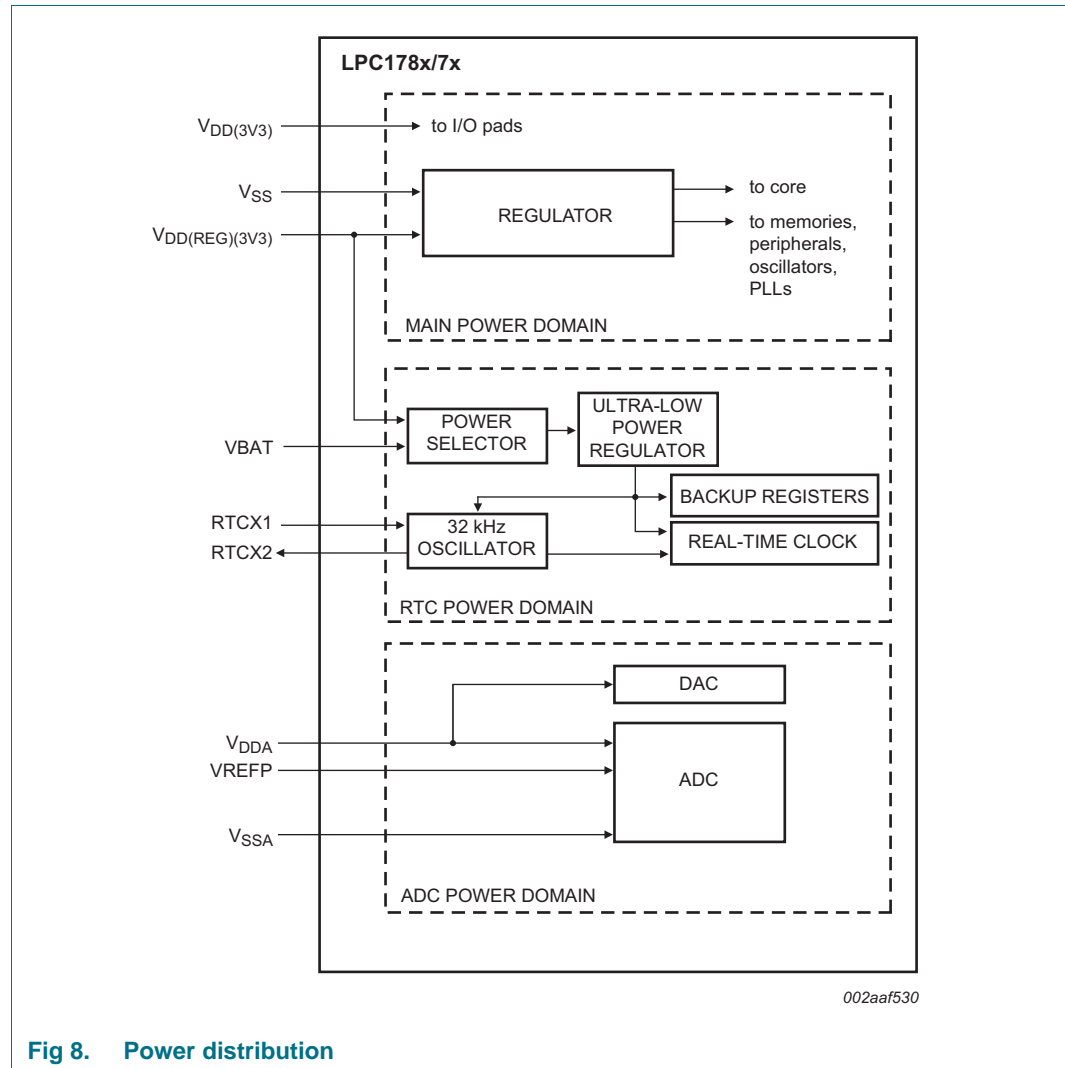 LPC178x/7x
VDD(3V3)
to I/O pads
VSS
REGULATOR
to core
VDD(REG)(3V3)
to memories,
peripherals,
oscillators,
PLLs
MAIN POWER DOMAIN
POWER
SELECTOR
ULTRA-LOW
POWER
REGULATOR
VBAT
BACKUP REGISTERS
RTCX1
32 kHz
OSCILLATOR
REAL-TIME CLOCK
RTCX2
RTC POWER DOMAIN
DAC
VDDA
VREFP
ADC
VSSA
ADC POWER DOMAIN
002aaf530
Fig 8. Power distribution